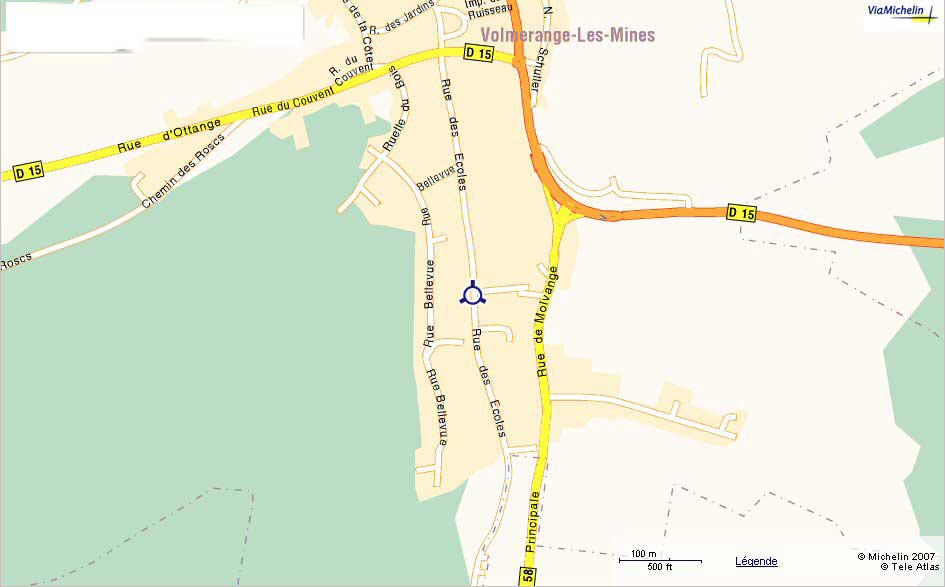 R. des Jardins
Imp. de
Ruisseau
N. Schuller
ViaMichelin
de la Côte
Volmerange-Les-Mines
R. du
Couvent
D 15
Rue du Couvent
Ruelle du Bois
Rue des Ecoles
Rue d'Ottange
D 15
Chemin des Roscs
Bellevue
Rue
D 15
Roscs
Rue Bellevue
Rue de Molvange
Rue des Ecoles
Rue Bellevue
Principale
58
100 m
500 ft
Légende
© Michelin 2007
© Tele Atlas